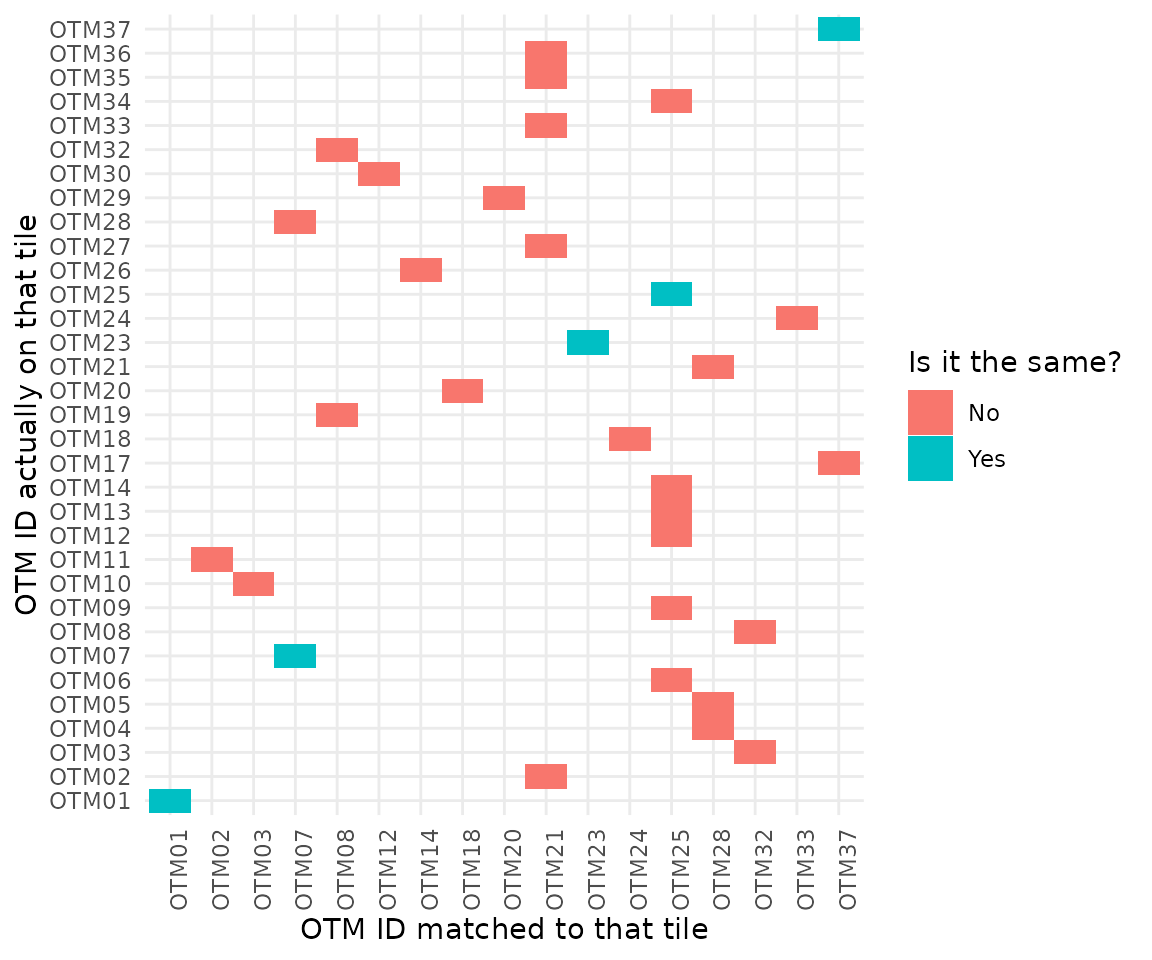 OTM37
OTM36
OTM35
OTM34
OTM33
OTM32
OTM30
OTM29
OTM28
OTM27
OTM26
OTM25
OTM24
OTM23
OTM21
OTM20
OTM19
OTM18
OTM17
OTM14
OTM13
OTM12
OTM11
OTM10
OTM09
OTM08
OTM07
OTM06
OTM05
OTM04
OTM03
OTM02
OTM01
OTM ID actually on that tile
OTM01
OTM02
OTM03
OTM07
OTM08
OTM12
OTM14
OTM18
OTM20
OTM21
OTM23
OTM24
OTM25
OTM28
OTM32
OTM33
OTM37
OTM ID matched to that tile
Is it the same?
No
Yes